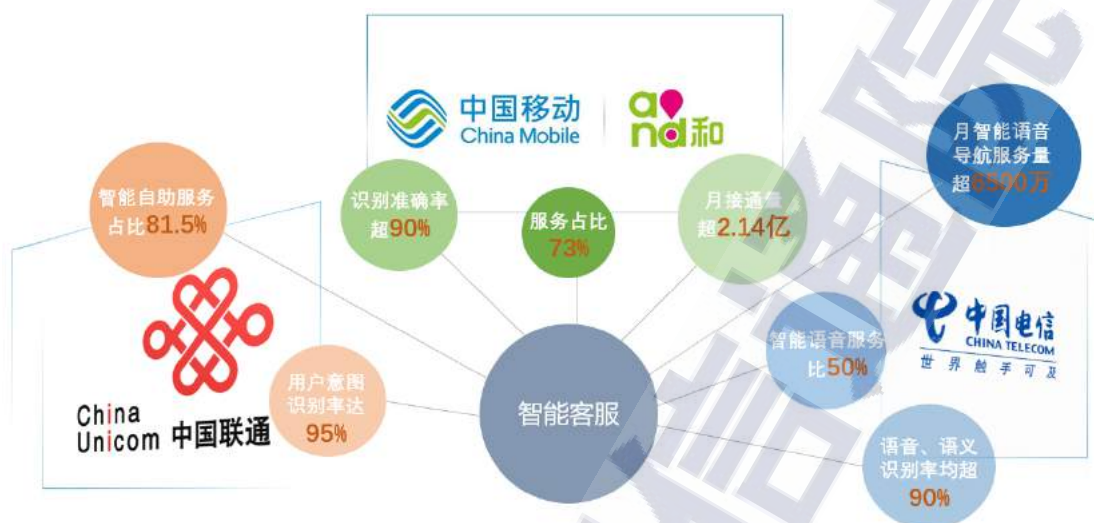 中国移动
China Mobile
and和
智能自助服务
占比81.5%
识别准确率
超90%
服务占比
73%
月接通量
超2.14亿
月智能语音
导航服务量
超6500万
China
Unicom 中国联通
用户意图
识别率达
95%
智能客服
智能语音服务
比50%
中国电信
CHINA TELECOM
世界触手可及
语音、语义
识别率均超
90%